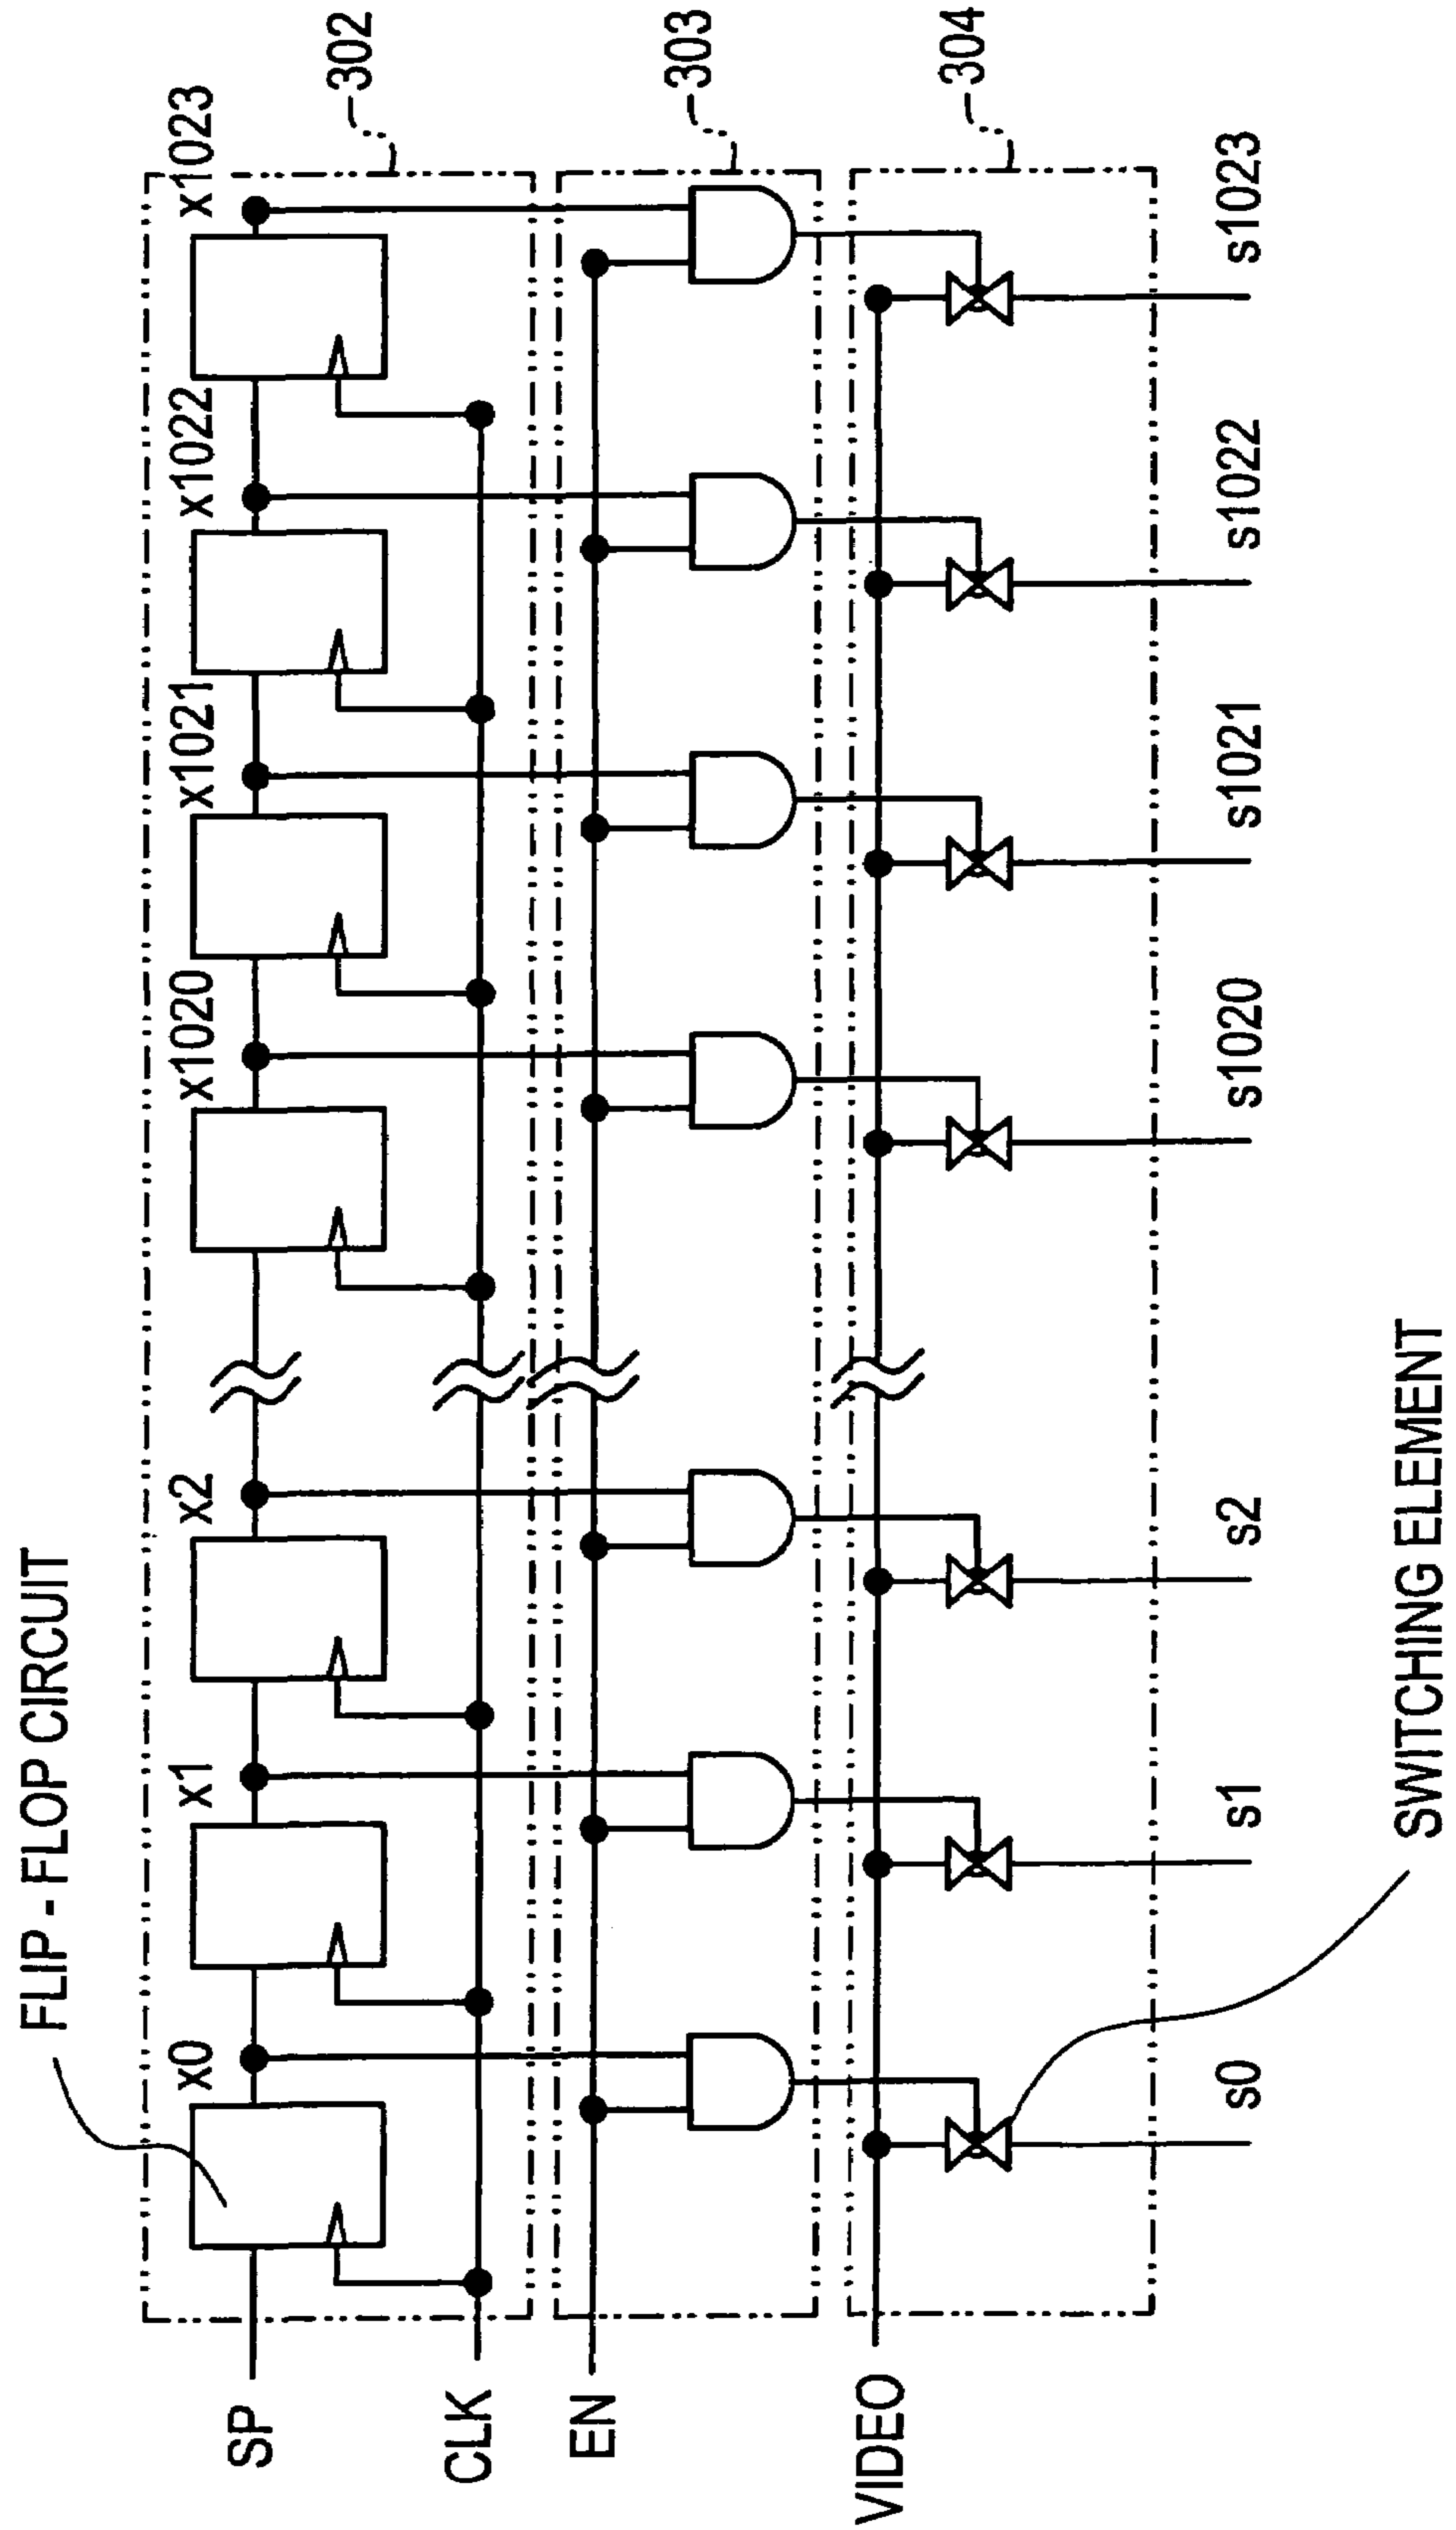 FLIP - FLOP CIRCUIT
x0
x1
x2
x1020
x1021
x1022
x1023
302
303
304
SP
CLK
EN
VIDEO
s0
s1
s2
s1020
s1021
s1022
s1023
SWITCHING ELEMENT